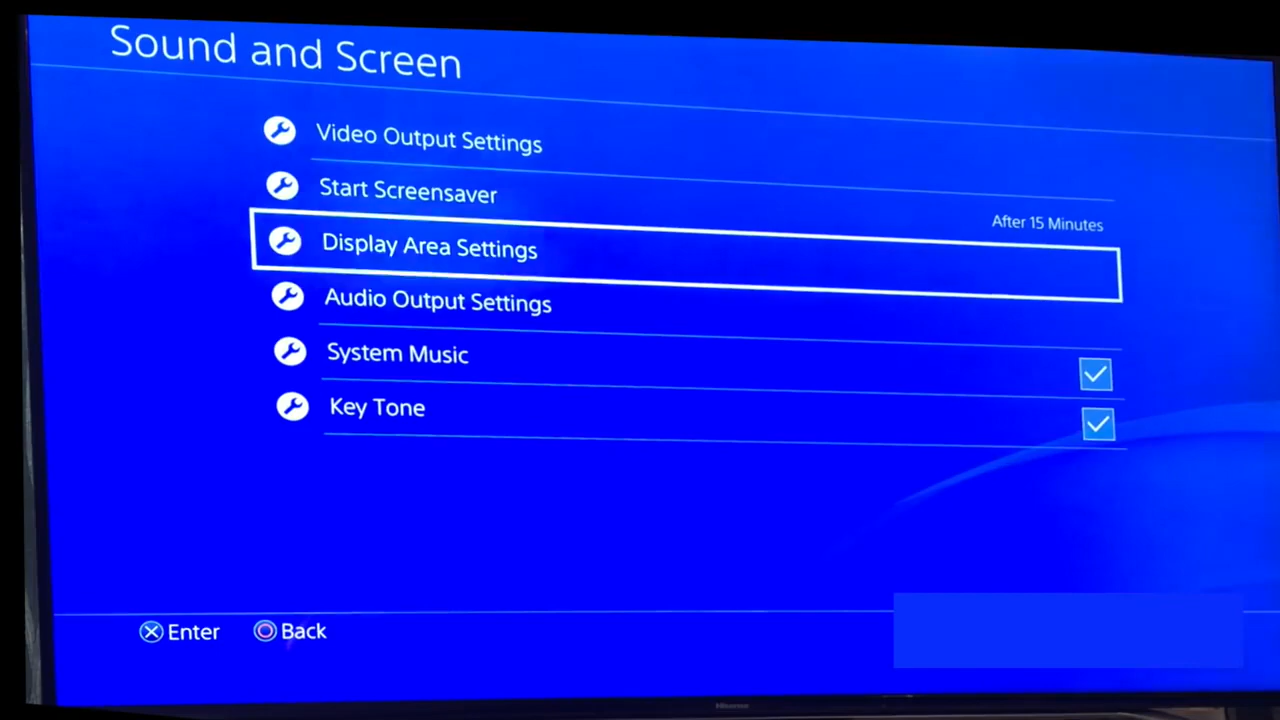 Sound and Screen
Video Output Settings
Start Screensaver
After 15 Minutes
Display Area Settings
Audio Output Settings
System Music
Key Tone
Enter
Back
Hisense